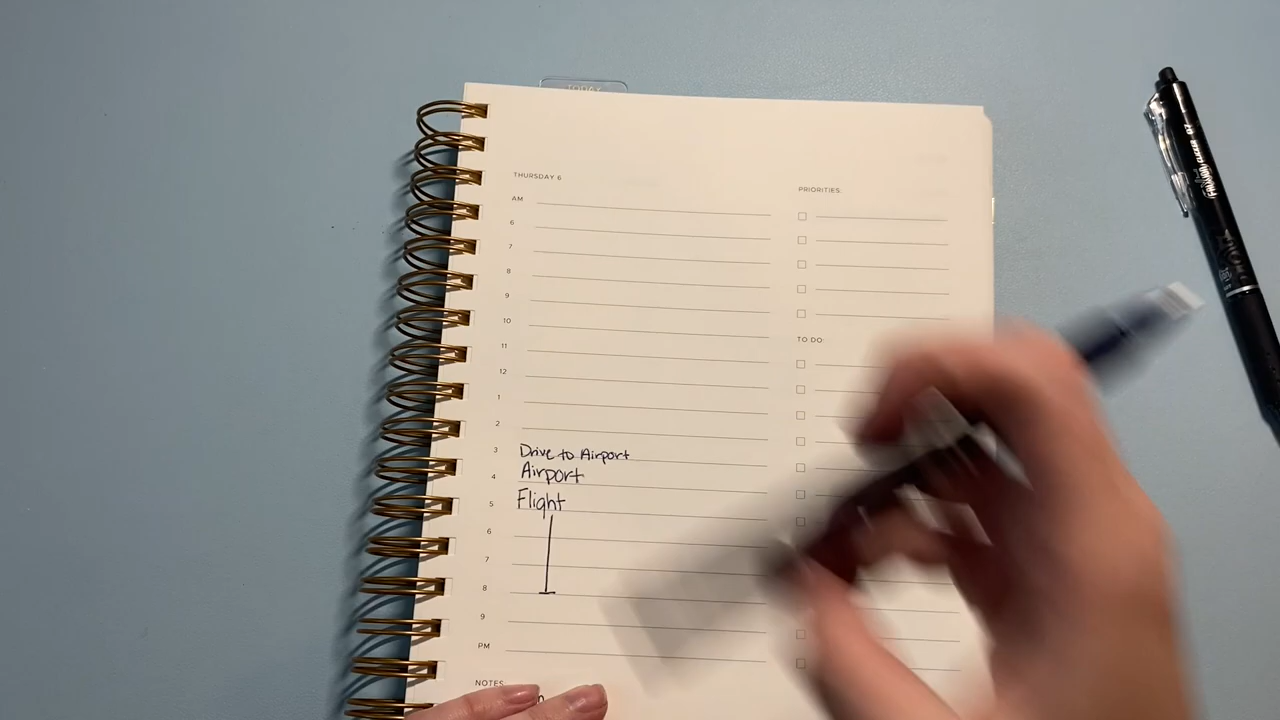 THURSDAY 6
PRIORITIES:
AM
6
7
8
9
10
11
TO DO:
12
1
2
3 Drive to Airport
4 Airport
5 Flight
6
7
8
9
PM
NOTES